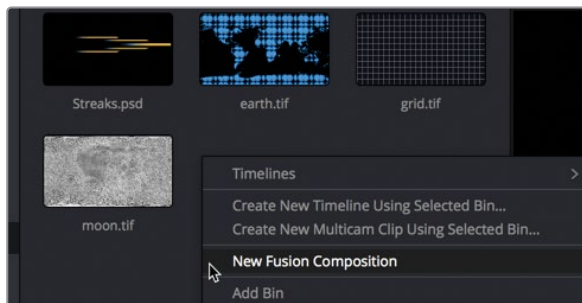 Streaks.psd
earth.tif
grid.tif
moon.tif
Timelines
Create New Timeline Using Selected Bin...
Create New Multicam Clip Using Selected Bin...
New Fusion Composition
Add Bin